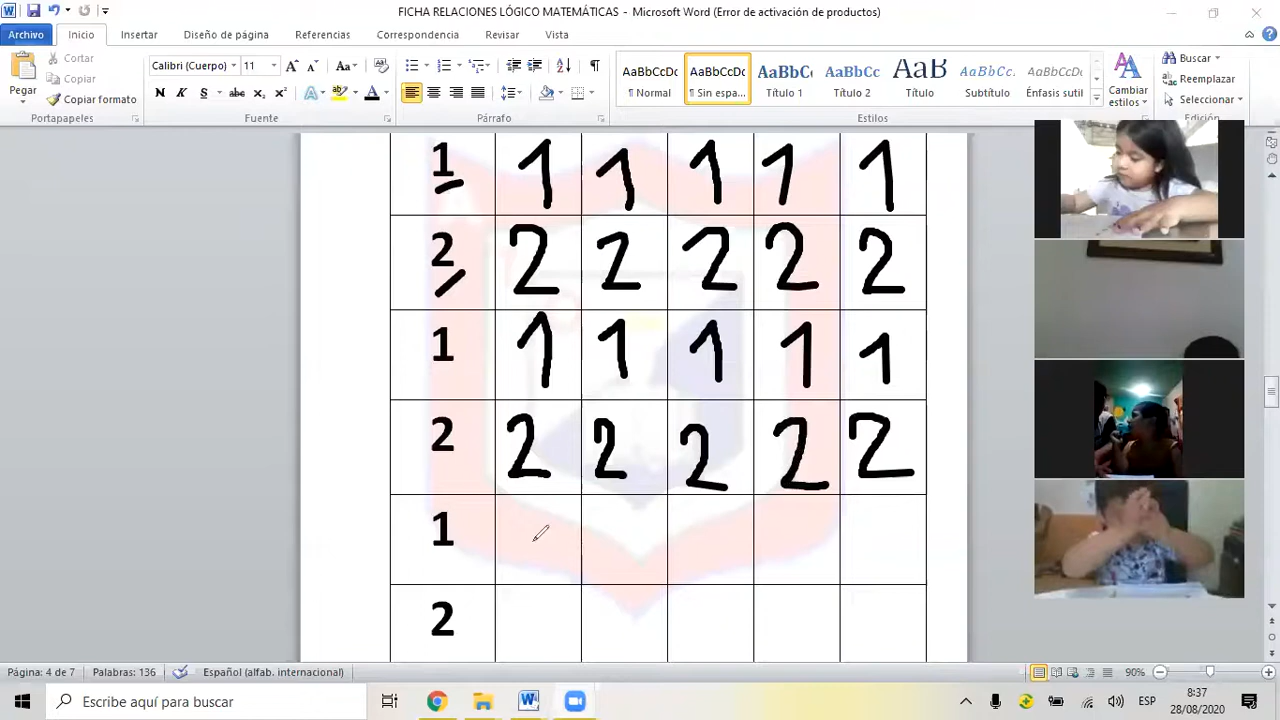 FICHA RELACIONES LÓGICO MATEMÁTICAS - Microsoft Word (Error de activación de productos)
Archivo Inicio Insertar Diseño de página Referencias Correspondencia Revisar Vista
Cortar
Copiar
Pegar
Copiar formato
Portapapeles
Calibri (Cuerpo) 11
N K S abc x₂ x²
Fuente
Párrafo
AaBbCcDc AaBbCcDc AaBbC AaBbCc AaB AaBbCc. AaBbCcDc
¶ Normal ¶ Sin espa... Título 1 Título 2 Título Subtítulo Énfasis sutil
Cambiar estilos
Estilos
Buscar
Reemplazar
Seleccionar
Edición
1 1 1 1 1 1
2 2 2 2 2 2
1 1 1 1 1 1
2 2 2 2 2 2
1
2
Página: 4 de 7 Palabras: 136 Español (alfab. internacional) 90%
Escribe aquí para buscar
ESP
8:37
28/08/2020